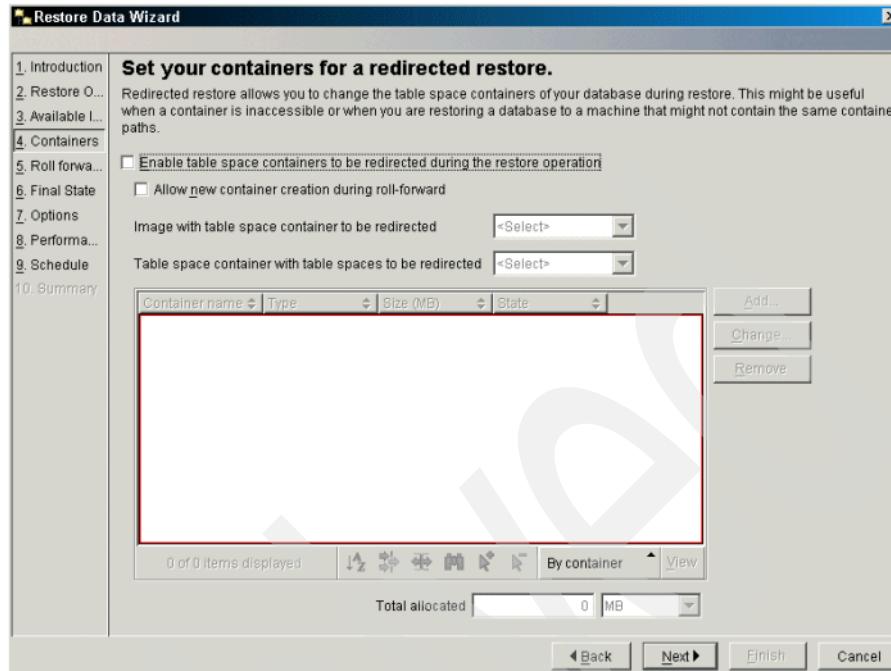 Restore Data Wizard
1. Introduction
2. Restore O...
3. Available I...
4. Containers
5. Roll forwa...
6. Final State
7. Options
8. Performa...
9. Schedule
10. Summary
Set your containers for a redirected restore.
Redirected restore allows you to change the table space containers of your database during restore. This might be useful
when a container is inaccessible or when you are restoring a database to a machine that might not contain the same containe
paths.
Enable table space containers to be redirected during the restore operation
Allow new container creation during roll-forward
Image with table space container to be redirected <Select>
Table space container with table spaces to be redirected <Select>
Container name Type Size (MB) State
Add...
Change...
Remove
0 of 0 items displayed By container View
Total allocated 0 MB
Back Next Finish Cancel